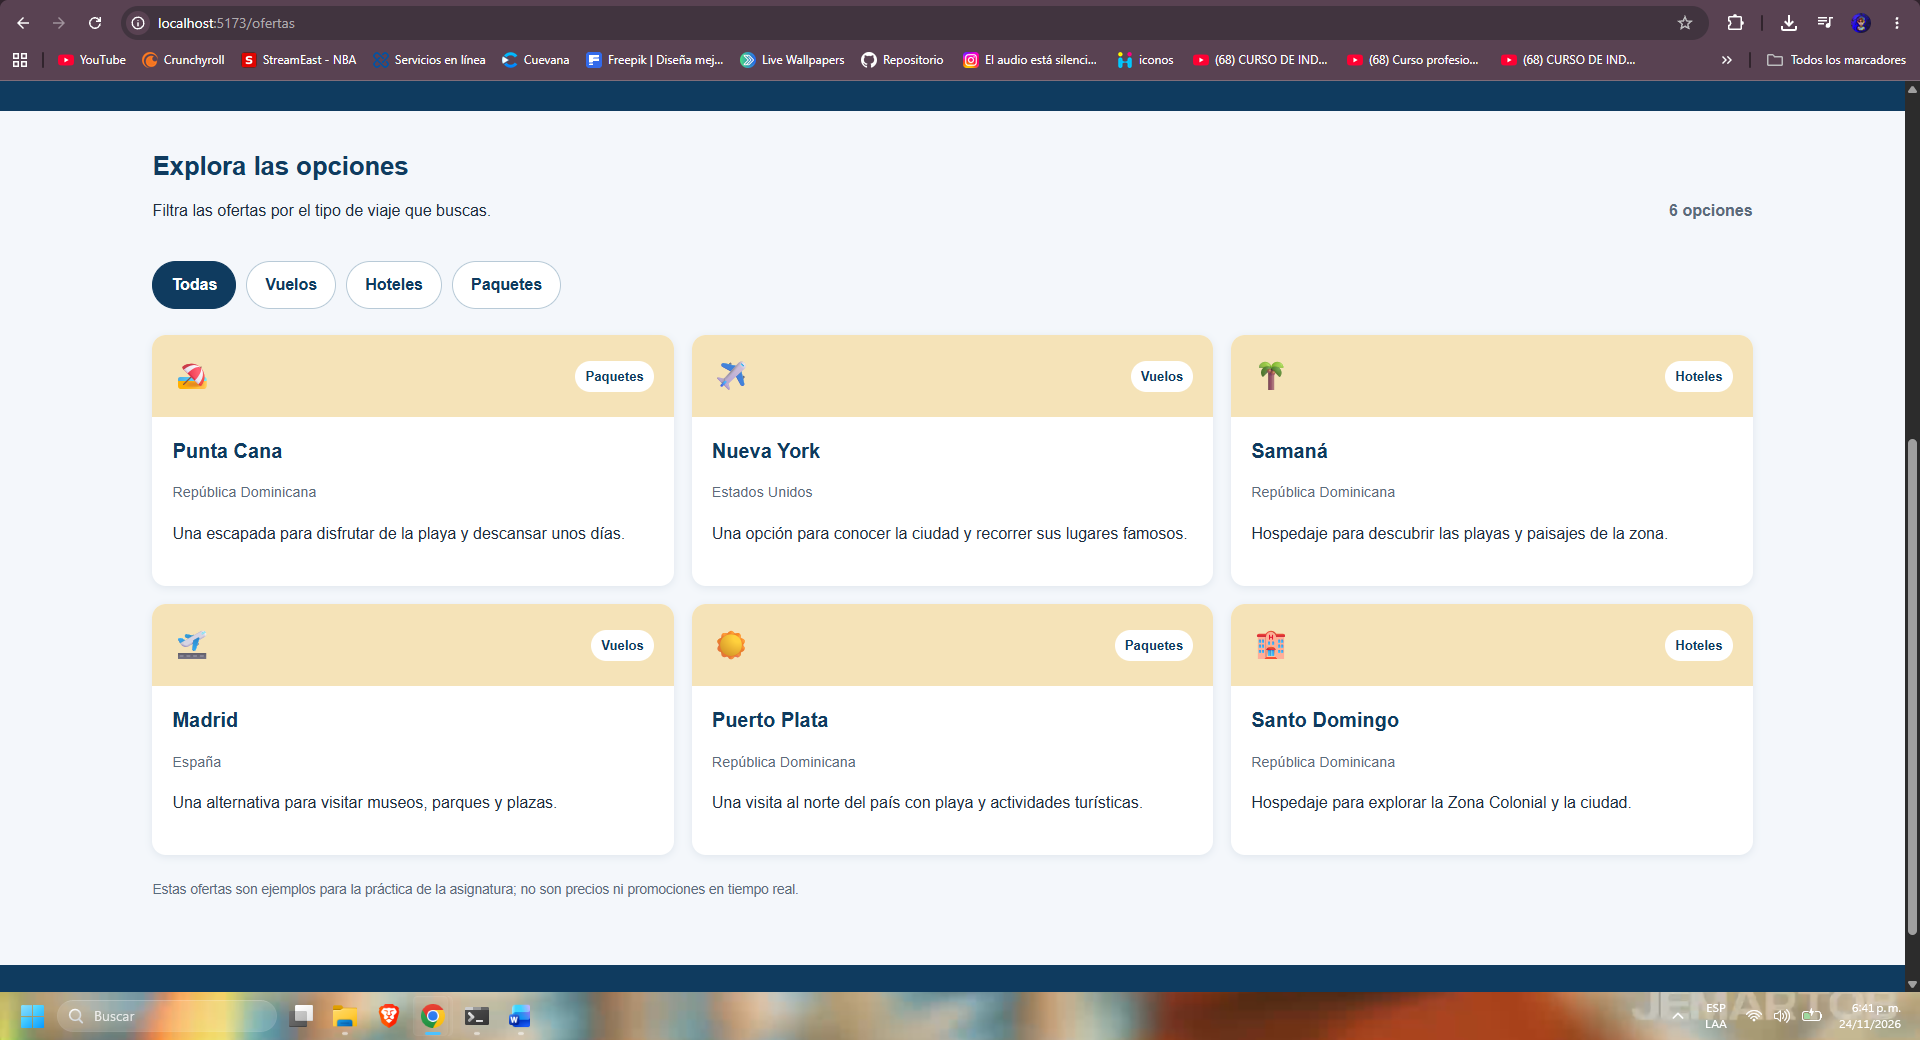 localhost:5173/ofertas
YouTube Crunchyroll StreamEast - NBA Servicios en línea Cuevana Freepik | Diseña mej... Live Wallpapers Repositorio El audio está silenci... iconos (68) CURSO DE IND... (68) Curso profesio... (68) CURSO DE IND... Todos los marcadores
Explora las opciones
Filtra las ofertas por el tipo de viaje que buscas.
6 opciones
Todas Vuelos Hoteles Paquetes
Paquetes
Punta Cana
República Dominicana
Una escapada para disfrutar de la playa y descansar unos días.
Vuelos
Nueva York
Estados Unidos
Una opción para conocer la ciudad y recorrer sus lugares famosos.
Hoteles
Samaná
República Dominicana
Hospedaje para descubrir las playas y paisajes de la zona.
Vuelos
Madrid
España
Una alternativa para visitar museos, parques y plazas.
Paquetes
Puerto Plata
República Dominicana
Una visita al norte del país con playa y actividades turísticas.
Hoteles
Santo Domingo
República Dominicana
Hospedaje para explorar la Zona Colonial y la ciudad.
Estas ofertas son ejemplos para la práctica de la asignatura; no son precios ni promociones en tiempo real.
Buscar
ESP
LAA
6:41 p. m.
24/11/2026